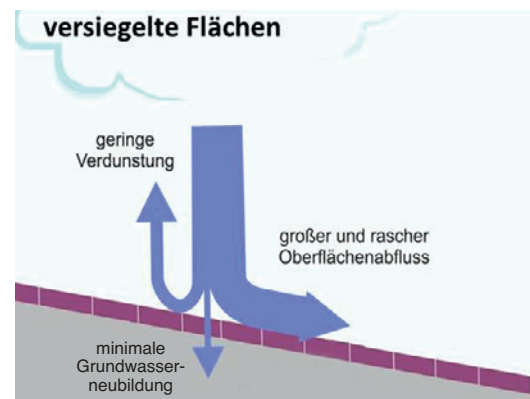 versiegelte Flächen
geringe
Verdunstung
großer und rascher
Oberflächenabfluss
minimale
Grundwasser-
neubildung